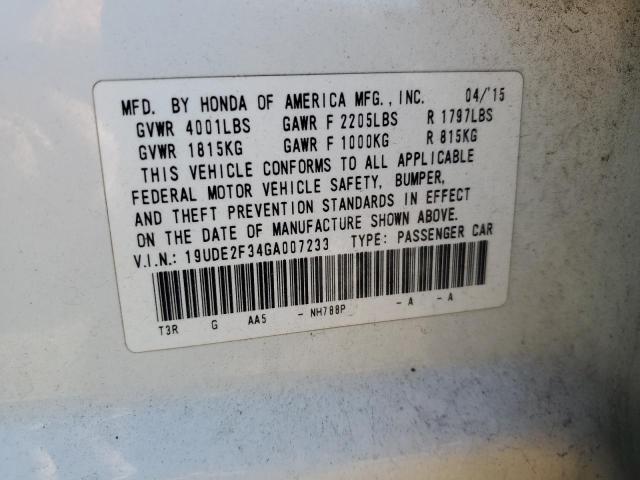 MFD. BY HONDA OF AMERICA MFG., INC. 04/'15
GVWR 4001LBS GAWR F 2205LBS R 1797LBS
GVWR 1815KG GAWR F 1000KG R 815KG
THIS VEHICLE CONFORMS TO ALL APPLICABLE
FEDERAL MOTOR VEHICLE SAFETY, BUMPER,
AND THEFT PREVENTION STANDARDS IN EFFECT
ON THE DATE OF MANUFACTURE SHOWN ABOVE.
V.I.N.: 19UDE2F34GA007233 TYPE: PASSENGER CAR
T3R G AA5 - NH788P - A - A